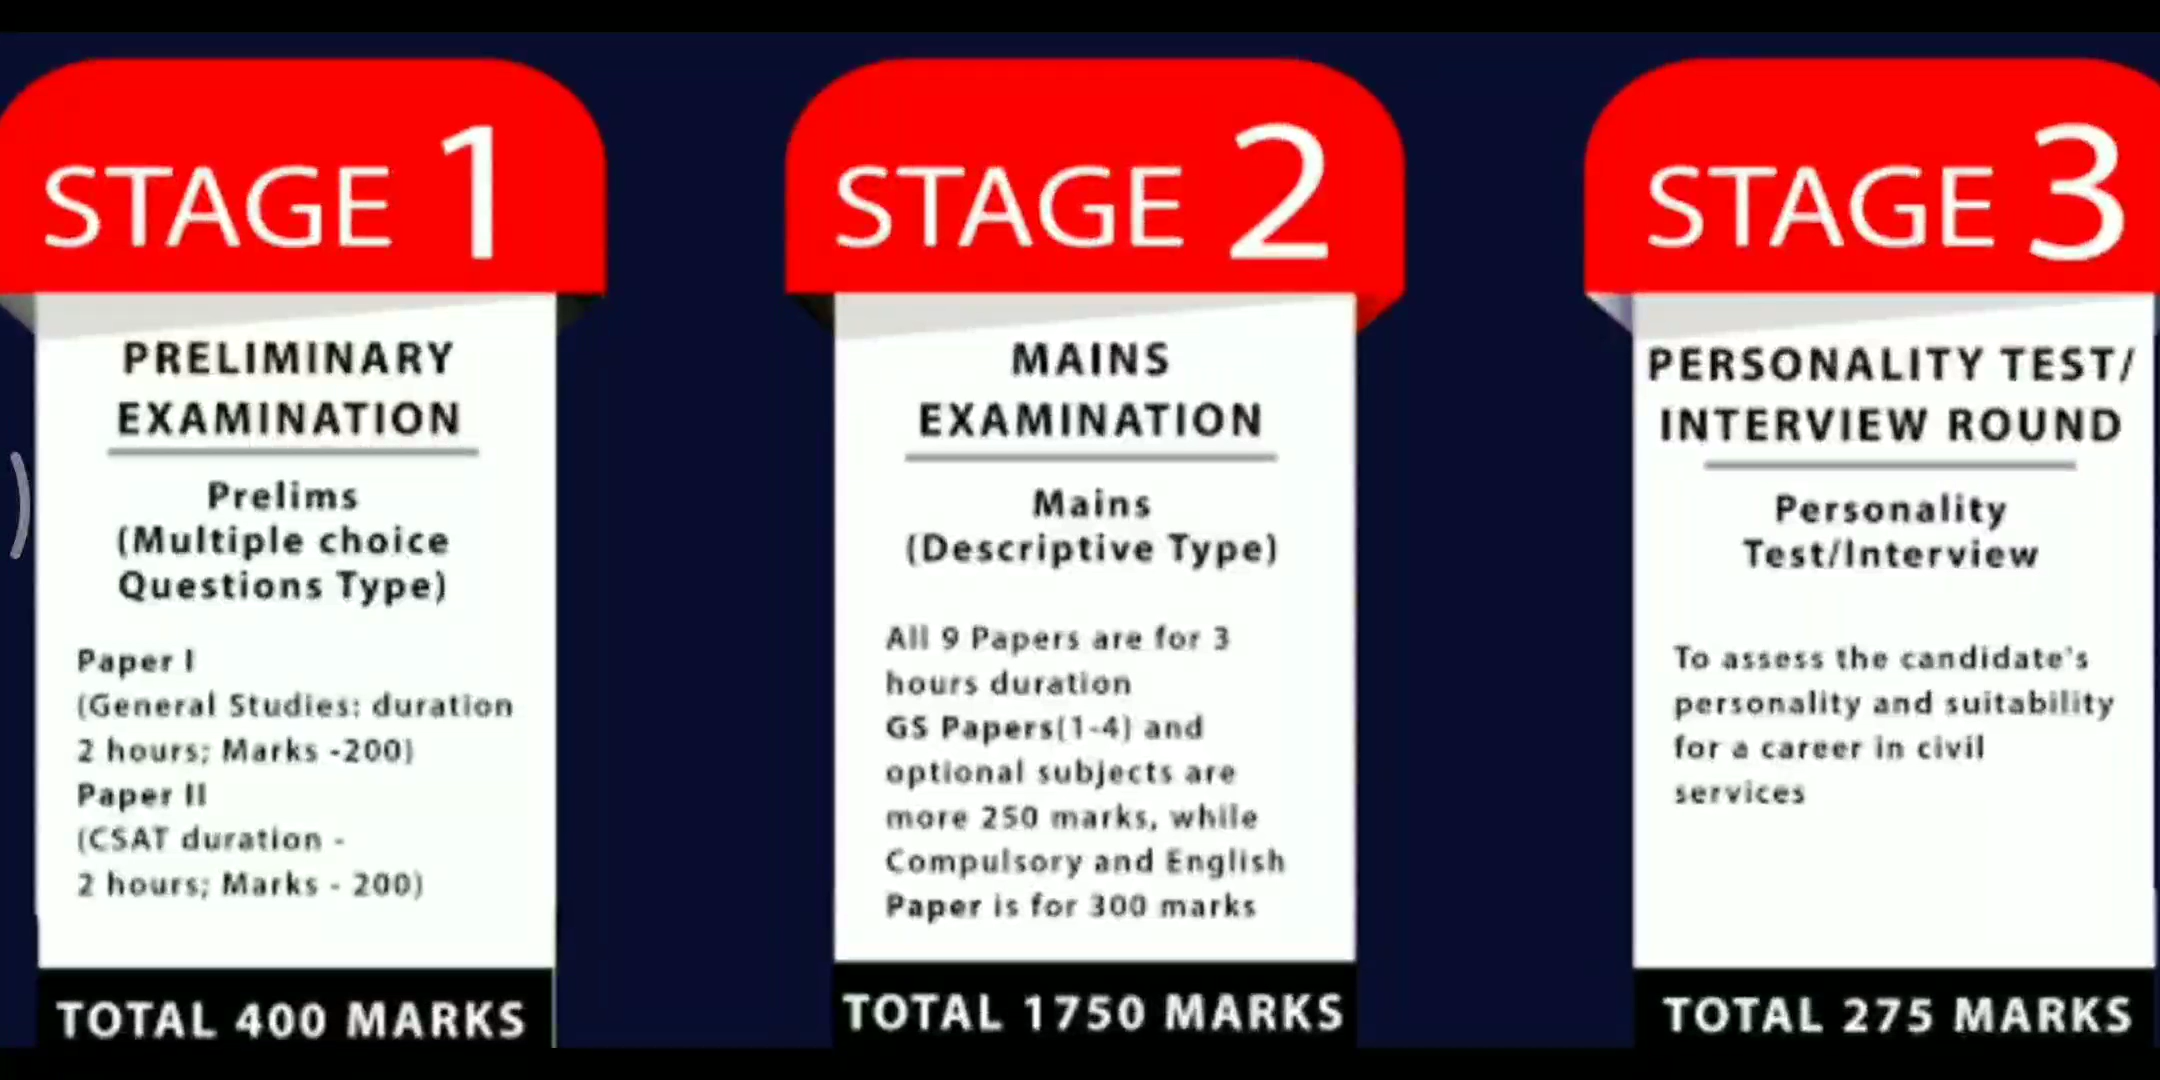 STAGE 1
PRELIMINARY
EXAMINATION
Prelims
(Multiple choice
Questions Type)
Paper I
(General Studies: duration
2 hours; Marks -200)
Paper II
(CSAT duration -
2 hours; Marks - 200)
TOTAL 400 MARKS
STAGE 2
MAINS
EXAMINATION
Mains
(Descriptive Type)
All 9 Papers are for 3
hours duration
GS Papers(1-4) and
optional subjects are
more 250 marks, while
Compulsory and English
Paper is for 300 marks
TOTAL 1750 MARKS
STAGE 3
PERSONALITY TEST/
INTERVIEW ROUND
Personality
Test/Interview
To assess the candidate's
personality and suitability
for a career in civil
services
TOTAL 275 MARKS